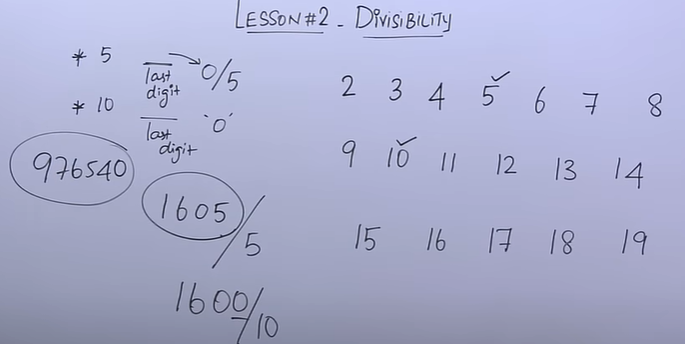 LESSON #2 - DIVISIBILITY
* 5 last digit 0/5
* 10 last digit '0'
976540
1605/5
1600/10
2 3 4 5 ✓ 6 7 8
9 10 ✓ 11 12 13 14
15 16 17 18 19